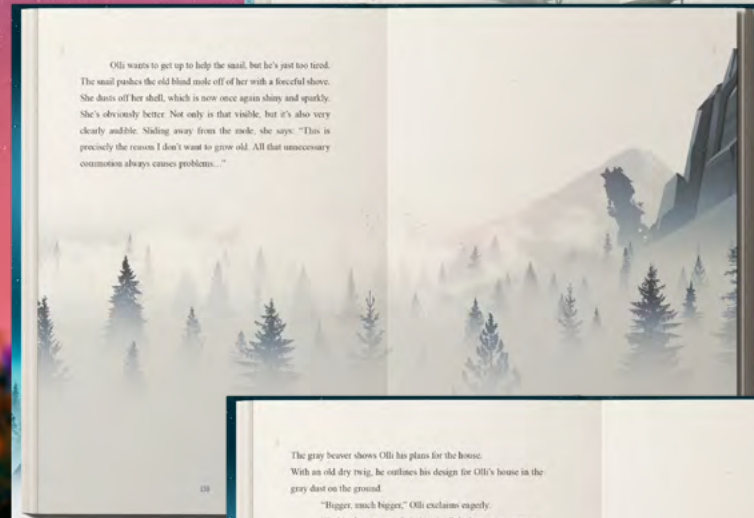 Olli wants to get up to help the snail, but he's just too tired.
The snail pushes the old blind mole off of her with a forceful shove.
She dusts off her shell, which is now once again shiny and sparkly.
She's obviously better. Not only is that visible, but it's also very
clearly audible. Sliding away from the mole, she says: “This is
precisely the reason I don't want to grow old. All that unnecessary
commotion always causes problems...”
The gray beaver shows Olli his plans for the house.
With an old dry twig, he outlines his design for Olli's house in the
gray dust on the ground.
“Bigger, much bigger,” Olli exclaims eagerly.